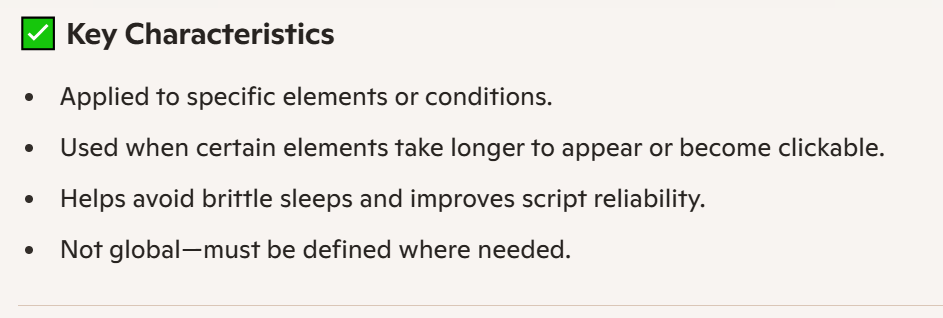 ✅ Key Characteristics
• Applied to specific elements or conditions.
• Used when certain elements take longer to appear or become clickable.
• Helps avoid brittle sleeps and improves script reliability.
• Not global—must be defined where needed.